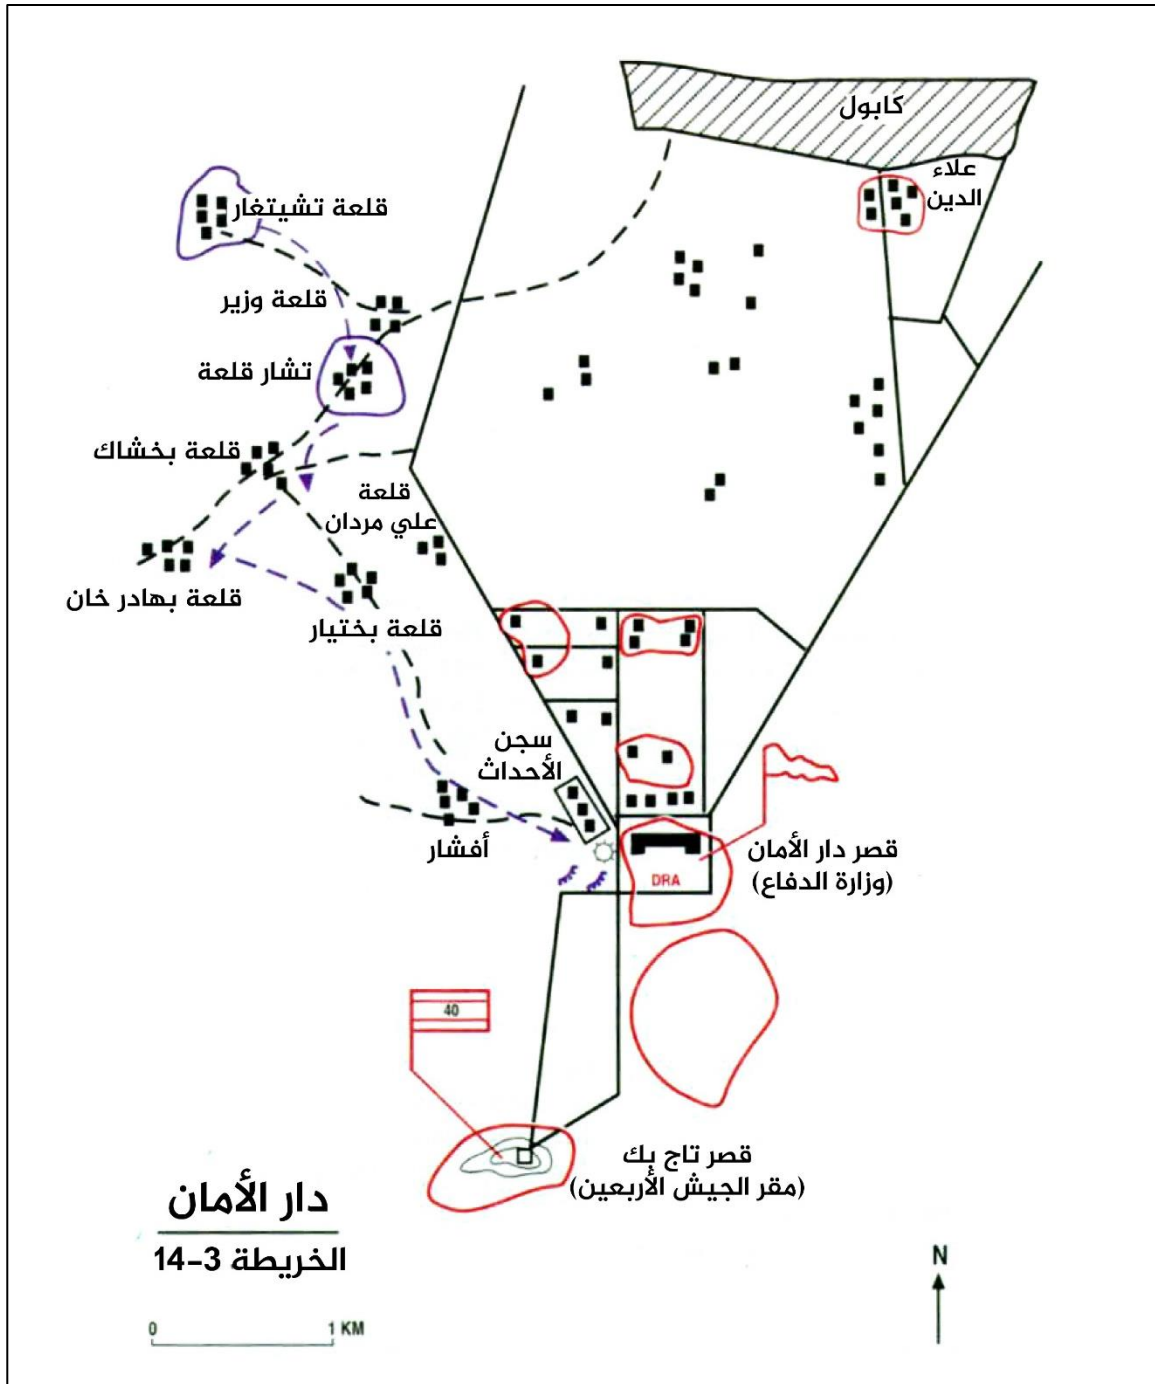 كابول
علاء
الدين
قلعة تشيتغار
قلعة وزير
تشار قلعة
قلعة بخشاك
قلعة
علي مردان
قلعة بهادر خان
قلعة بختيار
سجن
الأحداث
أفشار
قصر دار الأمان
(وزارة الدفاع)
DRA
40
قصر تاج بك
(مقر الجيش الأربعين)
دار الأمان
الخريطة 3-14
N
0 1 KM